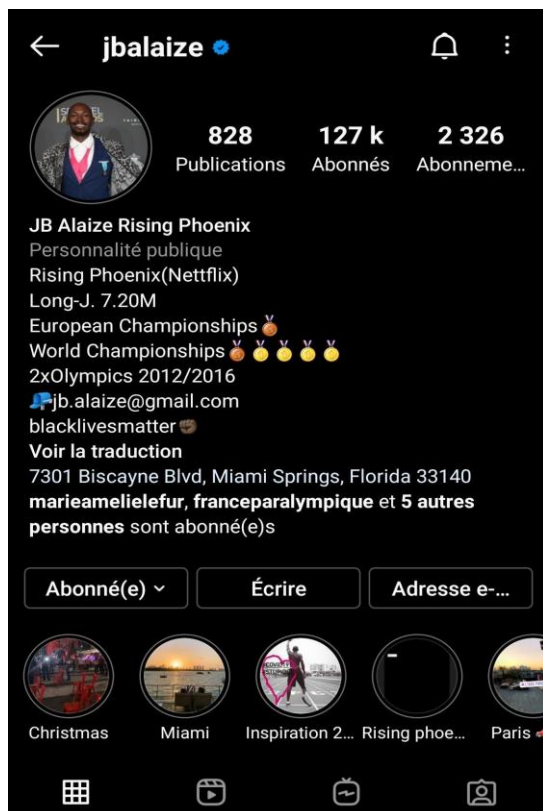 jbalaize
828 127 k 2 326
Publications Abonnés Abonneme...
JB Alaize Rising Phoenix
Personnalité publique
Rising Phoenix(Nettflix)
Long-J. 7.20M
European Championships🥉
World Championships🥉🥇🥇🥇🥇
2xOlympics 2012/2016
📪jb.alaize@gmail.com
blacklivesmatter✊🏿
Voir la traduction
7301 Biscayne Blvd, Miami Springs, Florida 33140
marieamelielefur, franceparalympique et 5 autres
personnes sont abonné(e)s
Abonné(e) Écrire Adresse e-...
Christmas Miami Inspiration 2... Rising phoe... Paris